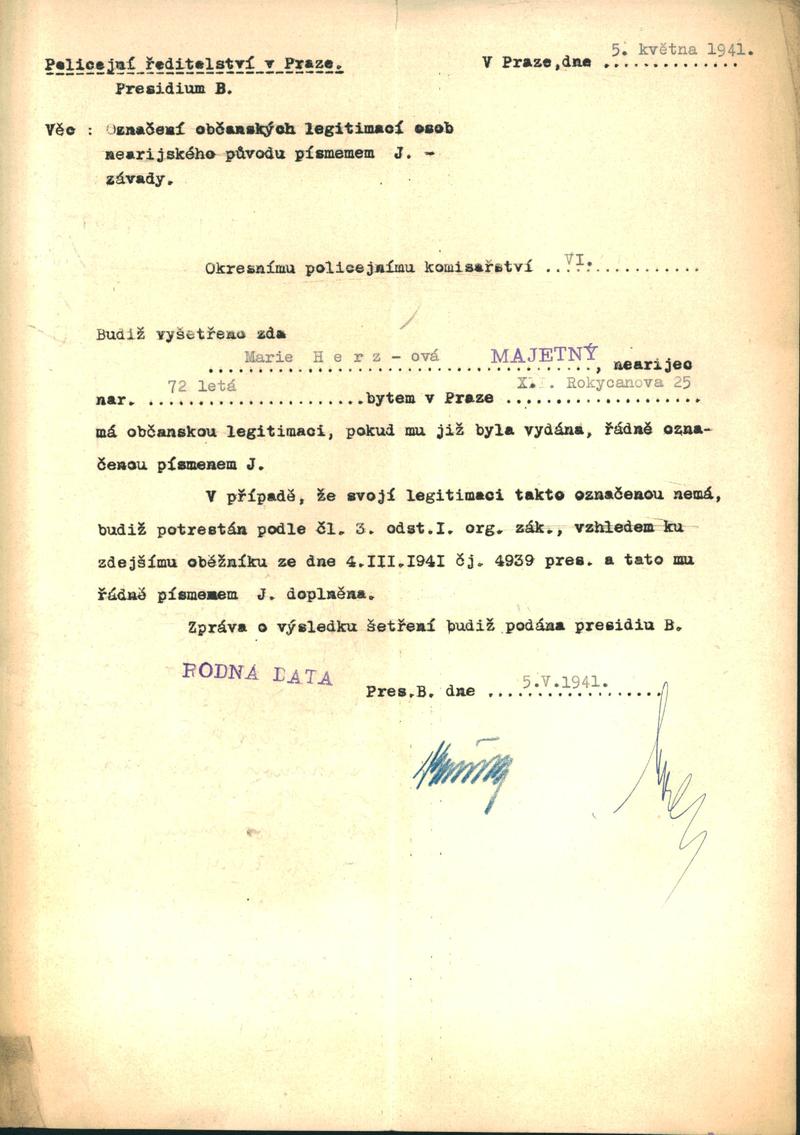 5. května 1941.
Policejní ředitelství v Praze.
V Praze,dne ..............
Presidium B.
Věc : Označení občanských legitimací osob
nearijského původu písmemem J. -
závady.
Okresnímu policejnímu komisařství ..VI.............
Budiž vyšetřeno zda
Marie H e r z - ová MAJETNÝ, nearijec
72 letá Rokycanova 25
nar. .....................bytem v Praze ...................
má občanskou legitimaci, pokud mu již byla vydána, řádně ozna-
čenou písmenem J.
V případě, že svojí legitimaci takto označenou nemá,
budiž potrestán podle čl. 3. odst.I. org. zák., vzhledem ku
zdejšímu oběžníku ze dne 4.III.1941 čj. 4939 pres. a tato mu
řádně písmenem J. doplněna.
Zpráva o výsledku šetření budiž podána presidiu B.
RODNÁ DATA
Pres.B. dne ...5.V.1941.......